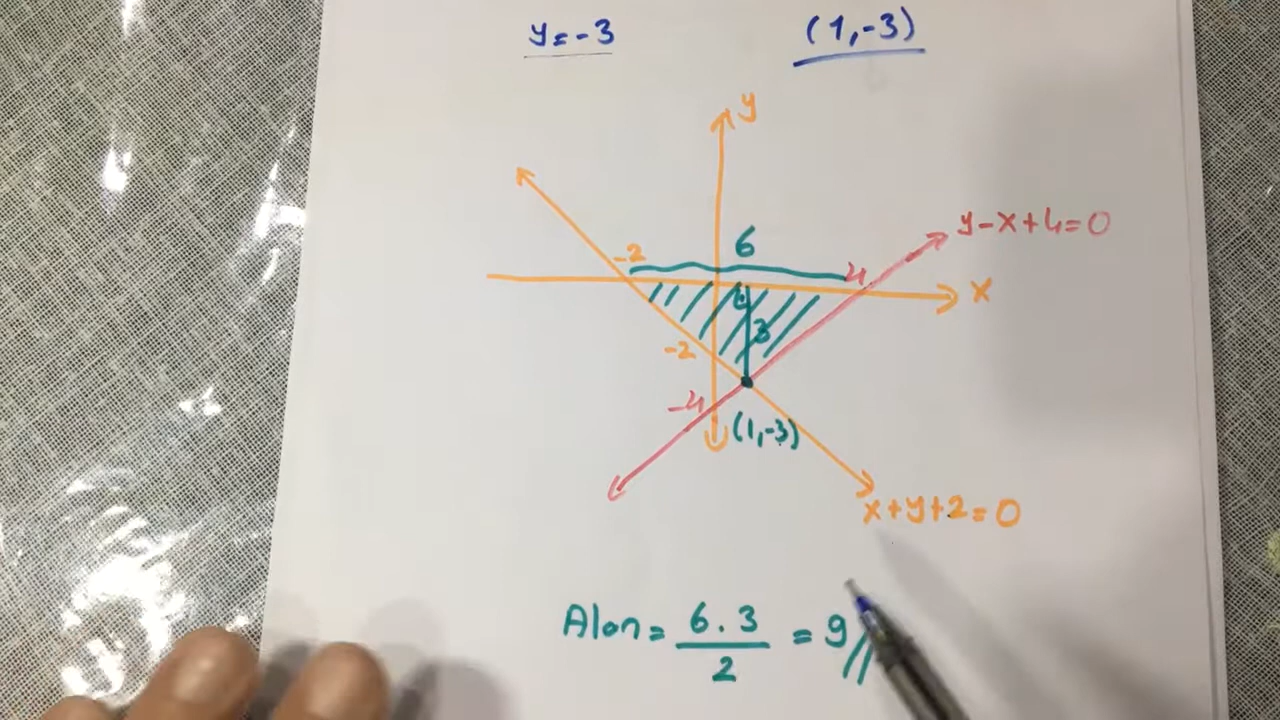 y=-3
(1,-3)
y
6
-2
4
y-x+4=0
x
3
-2
-4
(1,-3)
x+y+2=0
Alan = 6.3/2 = 9//